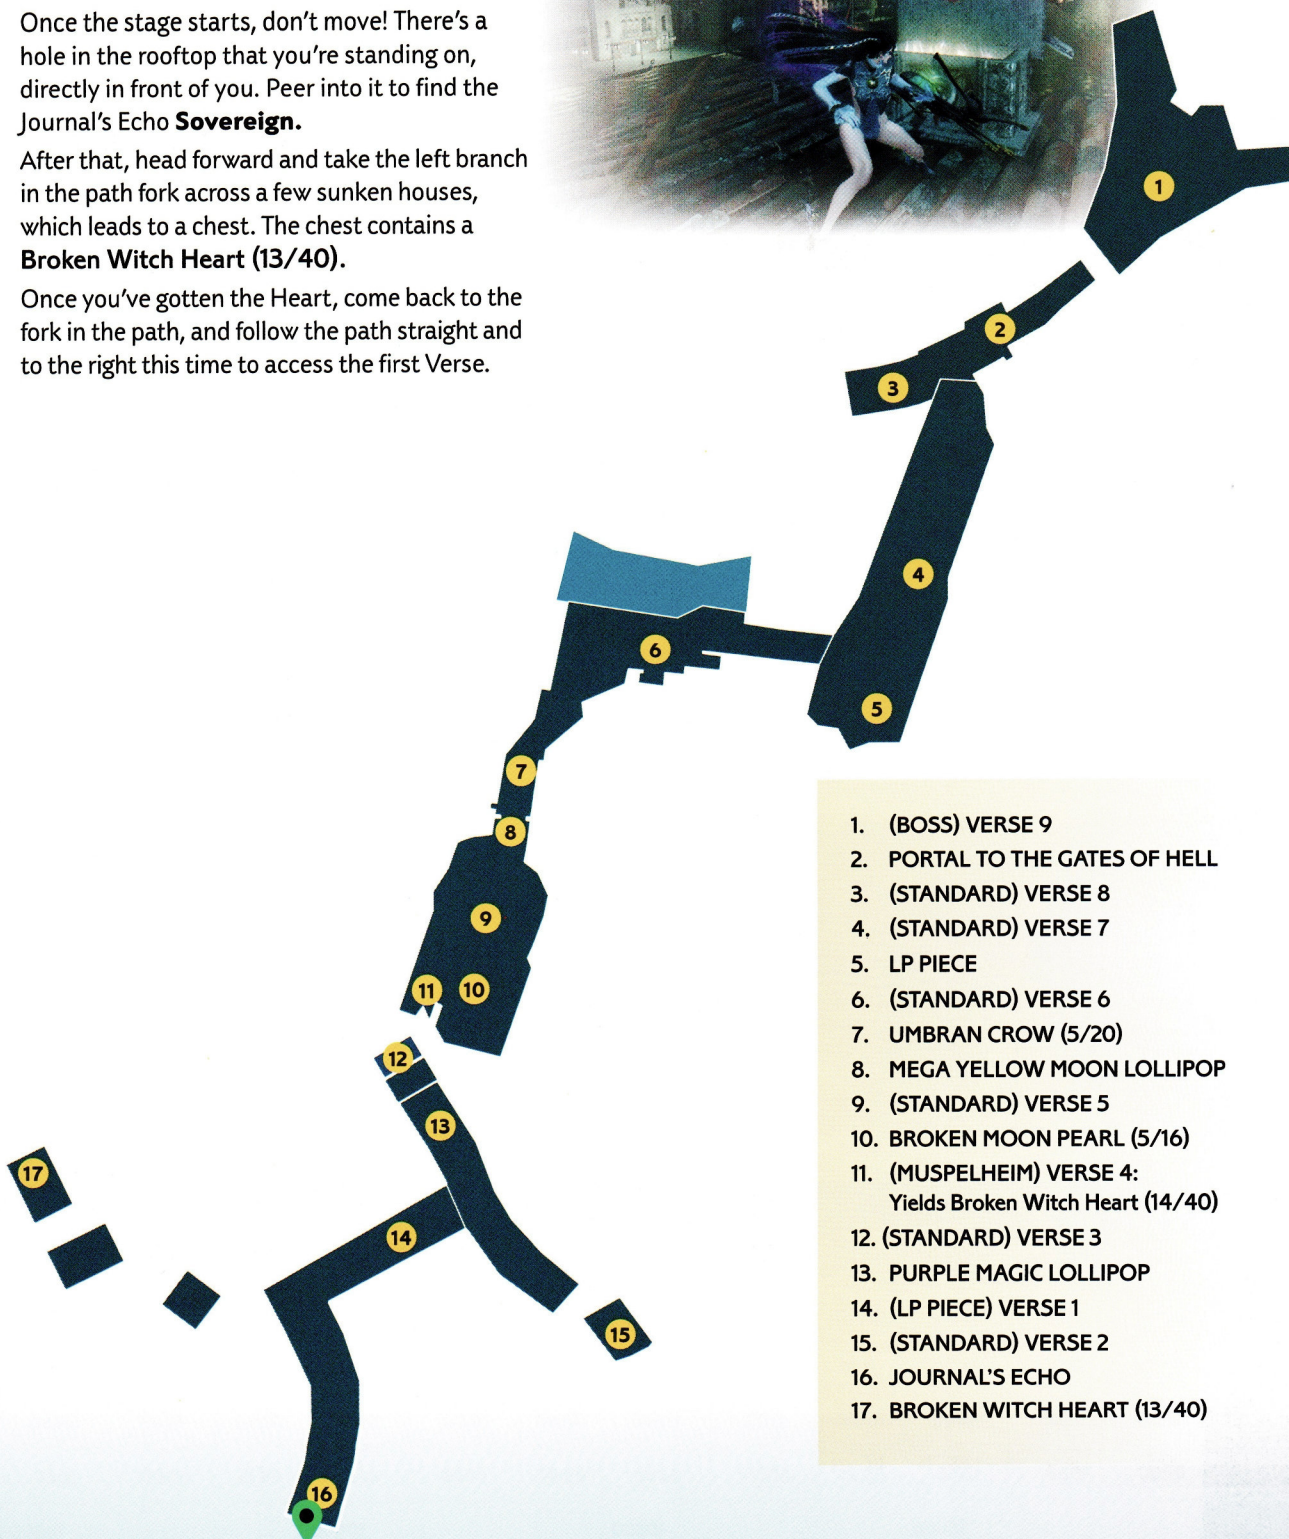 Once the stage starts, don't move! There's a
hole in the rooftop that you're standing on,
directly in front of you. Peer into it to find the
Journal's Echo Sovereign.
After that, head forward and take the left branch
in the path fork across a few sunken houses,
which leads to a chest. The chest contains a
Broken Witch Heart (13/40).
Once you've gotten the Heart, come back to the
fork in the path, and follow the path straight and
to the right this time to access the first Verse.
1
2
3
4
5
6
7
8
9
10
11
12
13
14
15
16
17
1. (BOSS) VERSE 9
2. PORTAL TO THE GATES OF HELL
3. (STANDARD) VERSE 8
4. (STANDARD) VERSE 7
5. LP PIECE
6. (STANDARD) VERSE 6
7. UMBRAN CROW (5/20)
8. MEGA YELLOW MOON LOLLIPOP
9. (STANDARD) VERSE 5
10. BROKEN MOON PEARL (5/16)
11. (MUSPELHEIM) VERSE 4:
Yields Broken Witch Heart (14/40)
12. (STANDARD) VERSE 3
13. PURPLE MAGIC LOLLIPOP
14. (LP PIECE) VERSE 1
15. (STANDARD) VERSE 2
16. JOURNAL'S ECHO
17. BROKEN WITCH HEART (13/40)